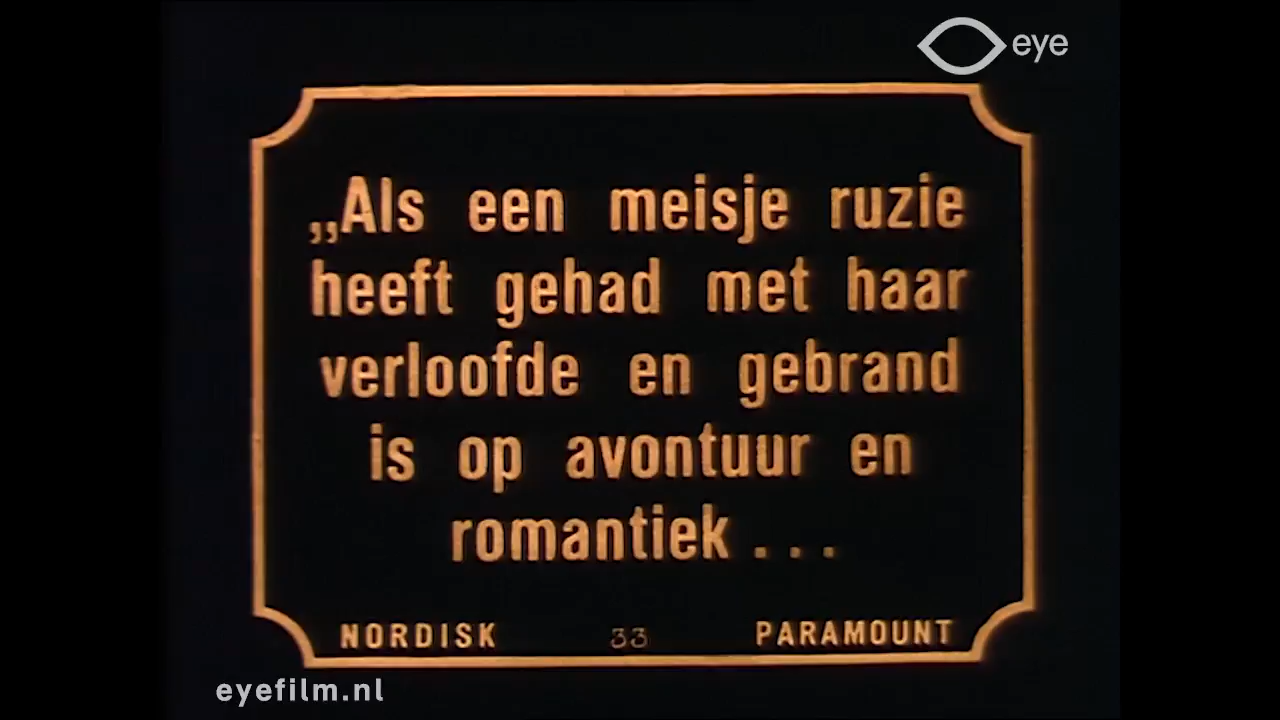 eye
„Als een meisje ruzie
heeft gehad met haar
verloofde en gebrand
is op avontuur en
romantiek . . .
NORDISK 33 PARAMOUNT
eyefilm.nl